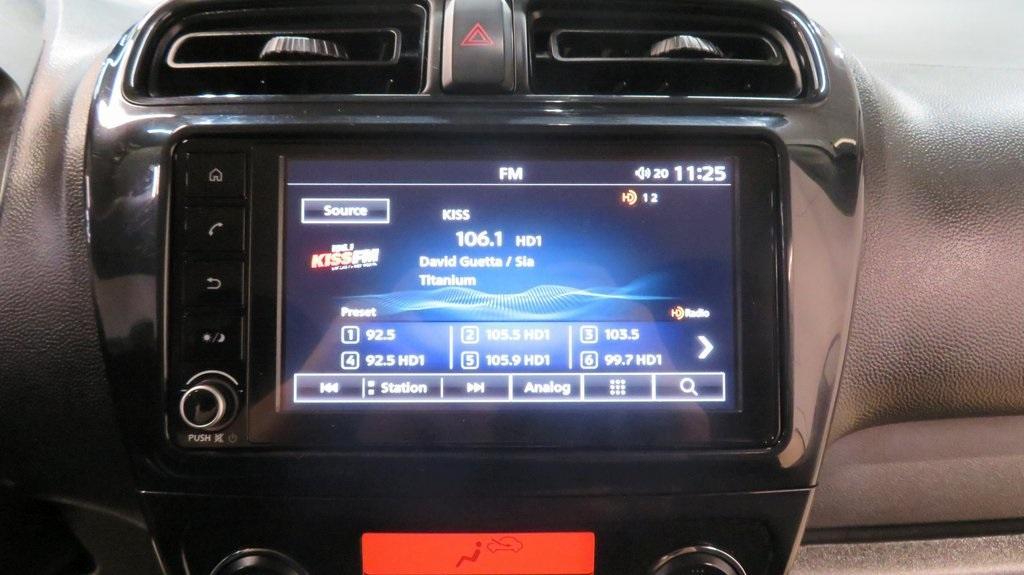 FM
20 11:25
12
Source
KISS
106.1 HD1
KISSFM
David Guetta / Sia
Titanium
Preset
HD Radio
1 92.5 2 105.5 HD1 3 103.5
4 92.5 HD1 5 105.9 HD1 6 99.7 HD1
Station Analog
PUSH